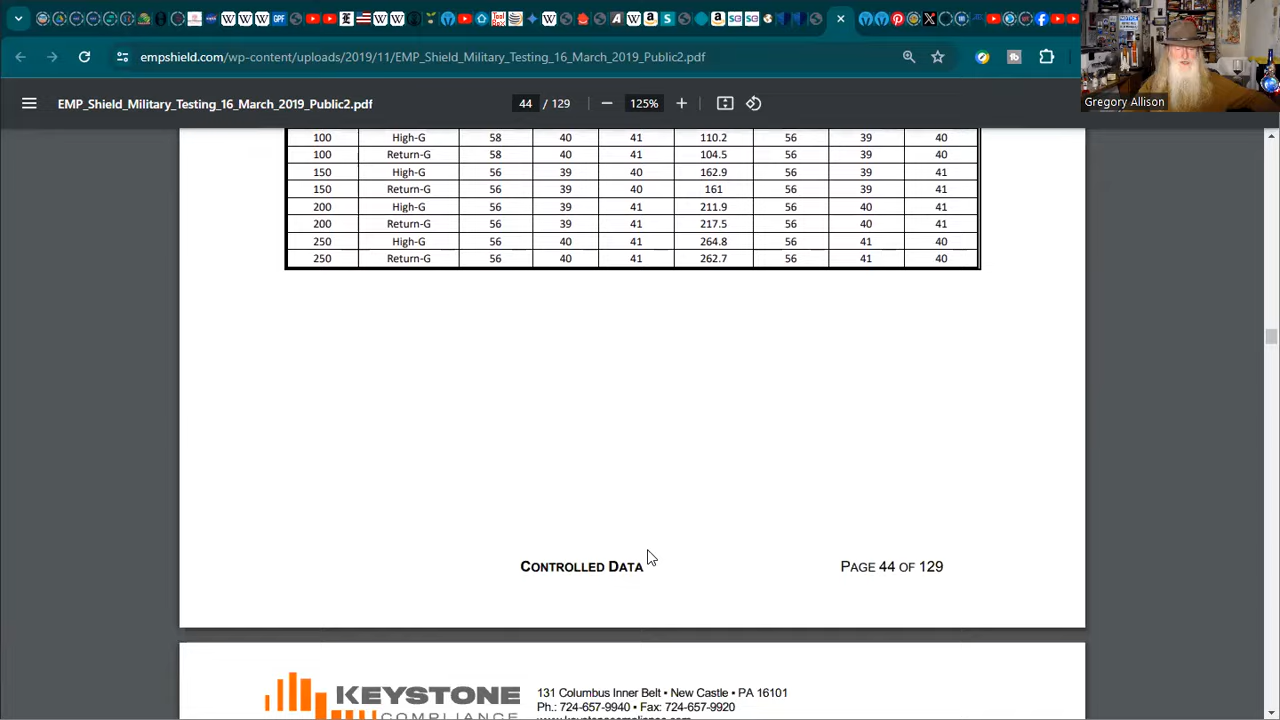 empshield.com/wp-content/uploads/2019/11/EMP_Shield_Military_Testing_16_March_2019_Public2.pdf
Gregory Allison
EMP_Shield_Military_Testing_16_March_2019_Public2.pdf
44 / 129
125%
100 High-G 58 40 41 110.2 56 39 40
100 Return-G 58 40 41 104.5 56 39 40
150 High-G 56 39 40 162.9 56 39 41
150 Return-G 56 39 40 161 56 39 41
200 High-G 56 39 41 211.9 56 40 41
200 Return-G 56 39 41 217.5 56 40 41
250 High-G 56 40 41 264.8 56 41 40
250 Return-G 56 40 41 262.7 56 41 40
CONTROLLED DATA PAGE 44 OF 129
KEYSTONE
COMPLIANCE
131 Columbus Inner Belt • New Castle • PA 16101
Ph.: 724-657-9940 • Fax: 724-657-9920
www.keystonecompliance.com